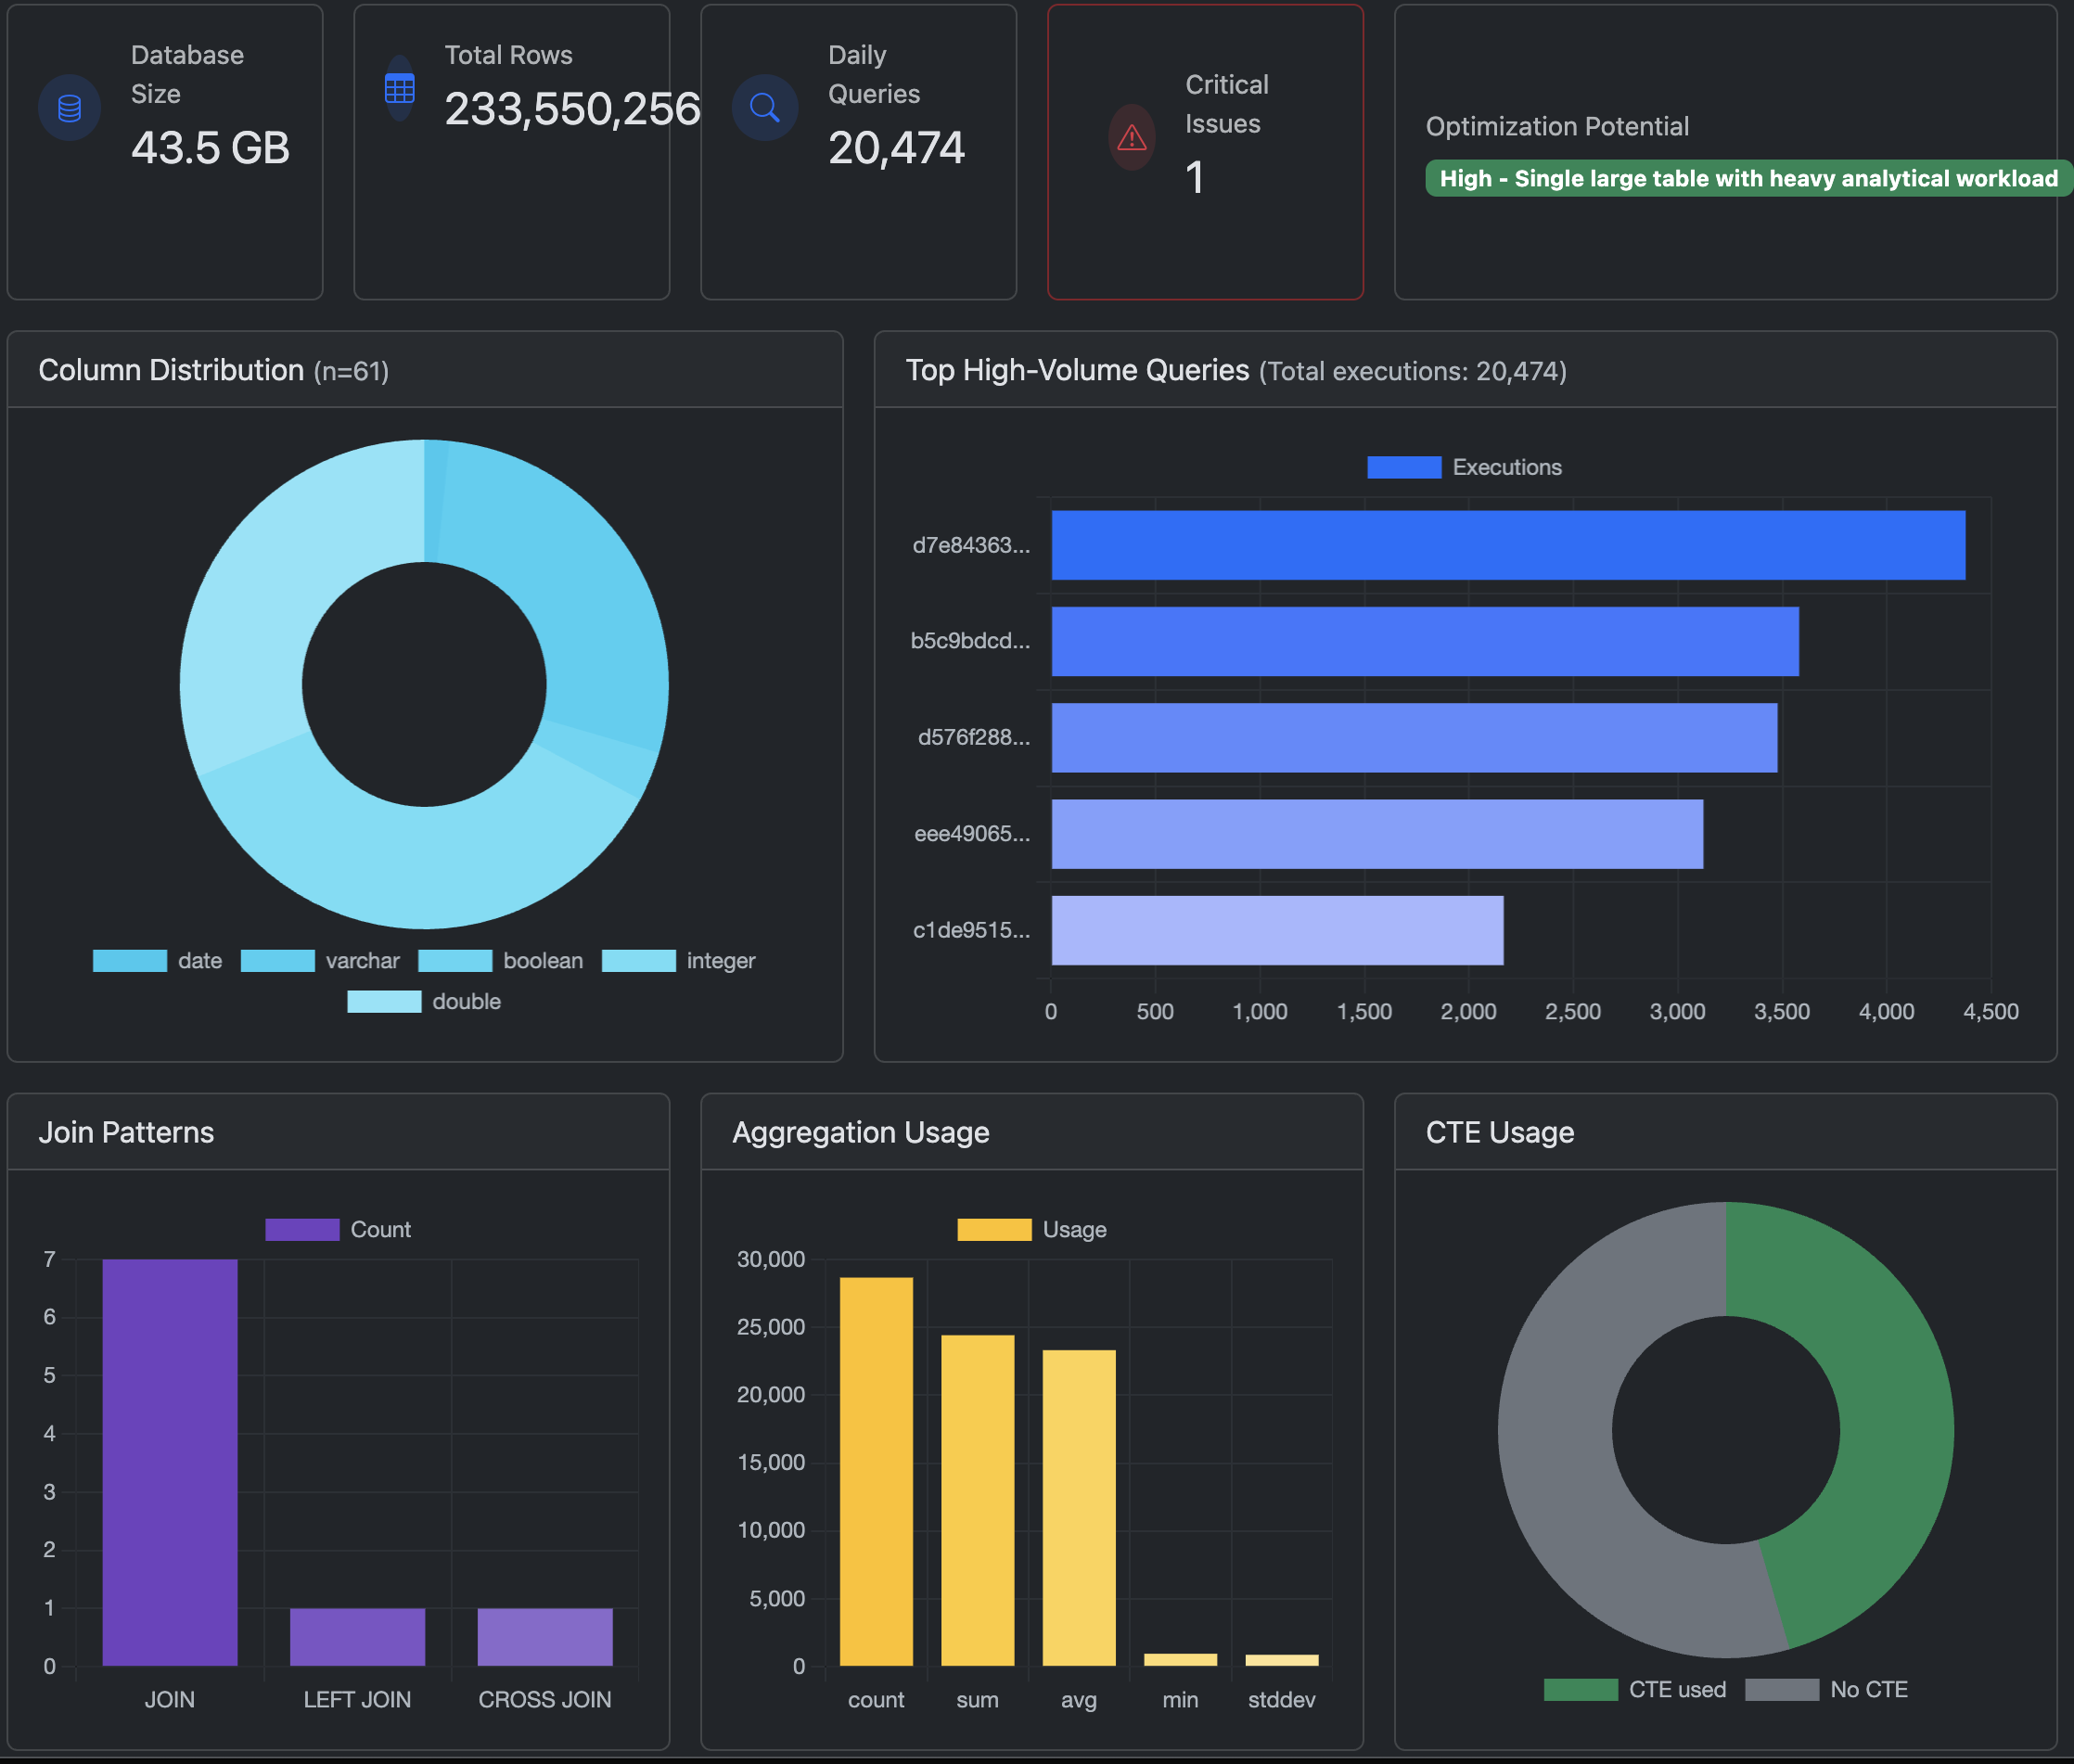 Database
Size
43.5 GB
Total Rows
233,550,256
Daily
Queries
20,474
Critical
Issues
1
Optimization Potential
High - Single large table with heavy analytical workload
Column Distribution (n=61)
date varchar boolean integer
double
Top High-Volume Queries (Total executions: 20,474)
Executions
d7e84363...
b5c9bdcd...
d576f288...
eee49065...
c1de9515...
0 500 1,000 1,500 2,000 2,500 3,000 3,500 4,000 4,500
Join Patterns
Count
7
6
5
4
3
2
1
0
JOIN LEFT JOIN CROSS JOIN
Aggregation Usage
Usage
30,000
25,000
20,000
15,000
10,000
5,000
0
count sum avg min stddev
CTE Usage
CTE used No CTE